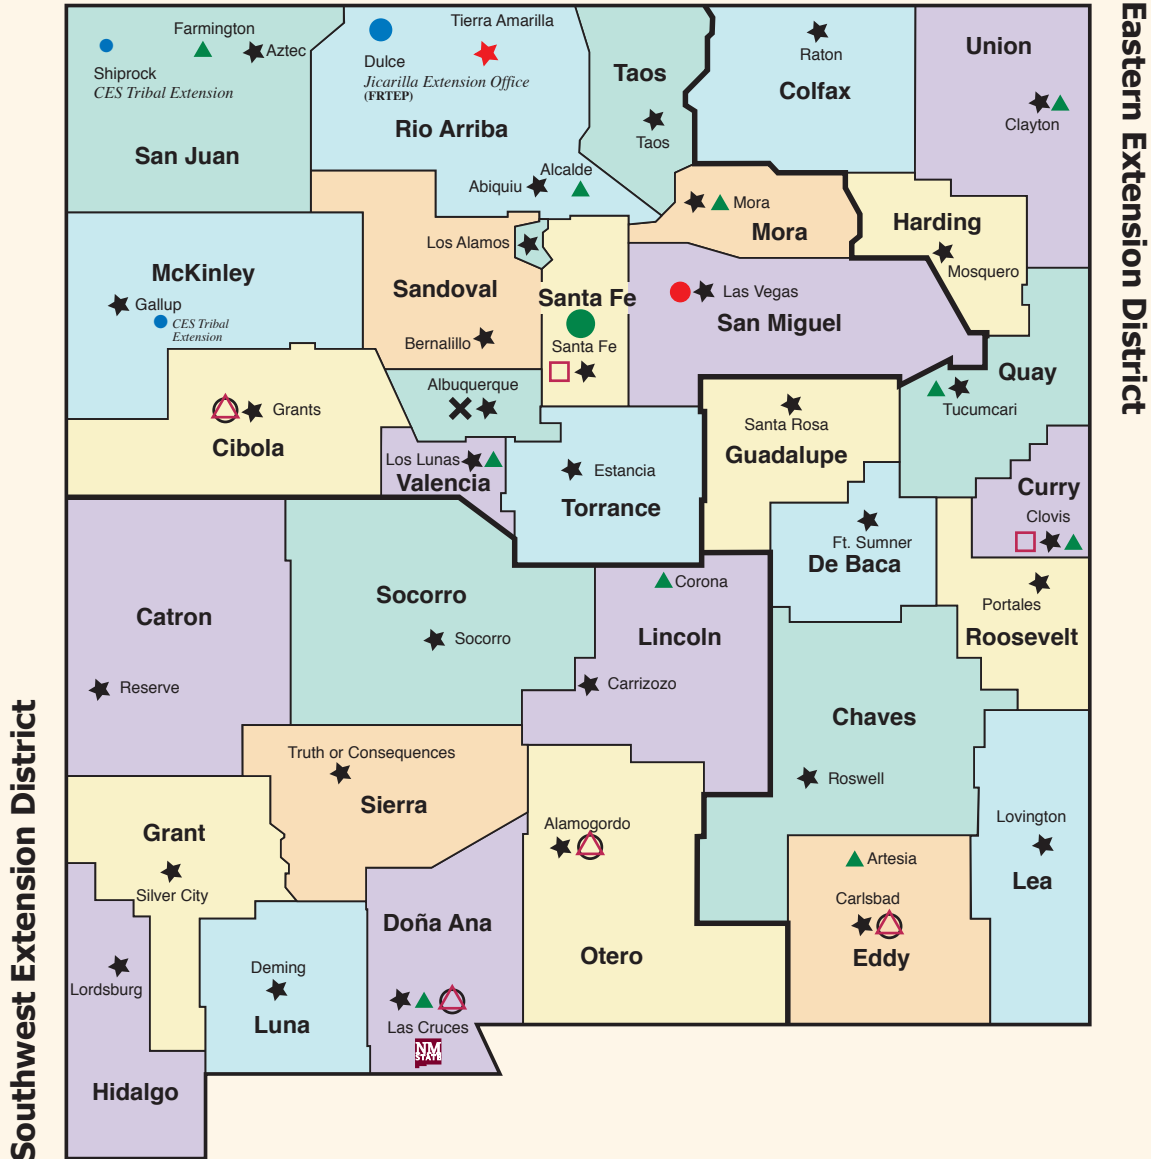 Farmington
Aztec
Shiprock
CES Tribal Extension
San Juan
Tierra Amarilla
Dulce
Jicarilla Extension Office
(FRTEP)
Rio Arriba
Abiquiu
Alcalde
Taos
Taos
Raton
Colfax
Union
Clayton
Eastern Extension District
Mora
Mora
Harding
Mosquero
McKinley
Gallup
CES Tribal
Extension
Los Alamos
Sandoval
Bernalillo
Santa Fe
Santa Fe
Las Vegas
San Miguel
Quay
Tucumcari
Albuquerque
Grants
Cibola
Los Lunas
Valencia
Estancia
Torrance
Santa Rosa
Guadalupe
Curry
Clovis
Ft. Sumner
De Baca
Portales
Roosevelt
Catron
Reserve
Socorro
Socorro
Corona
Lincoln
Carrizozo
Chaves
Roswell
Southwest Extension District
Truth or Consequences
Sierra
Grant
Silver City
Alamogordo
Otero
Artesia
Carlsbad
Eddy
Lovington
Lea
Doña Ana
Las Cruces
NM
STATE
Deming
Luna
Lordsburg
Hidalgo